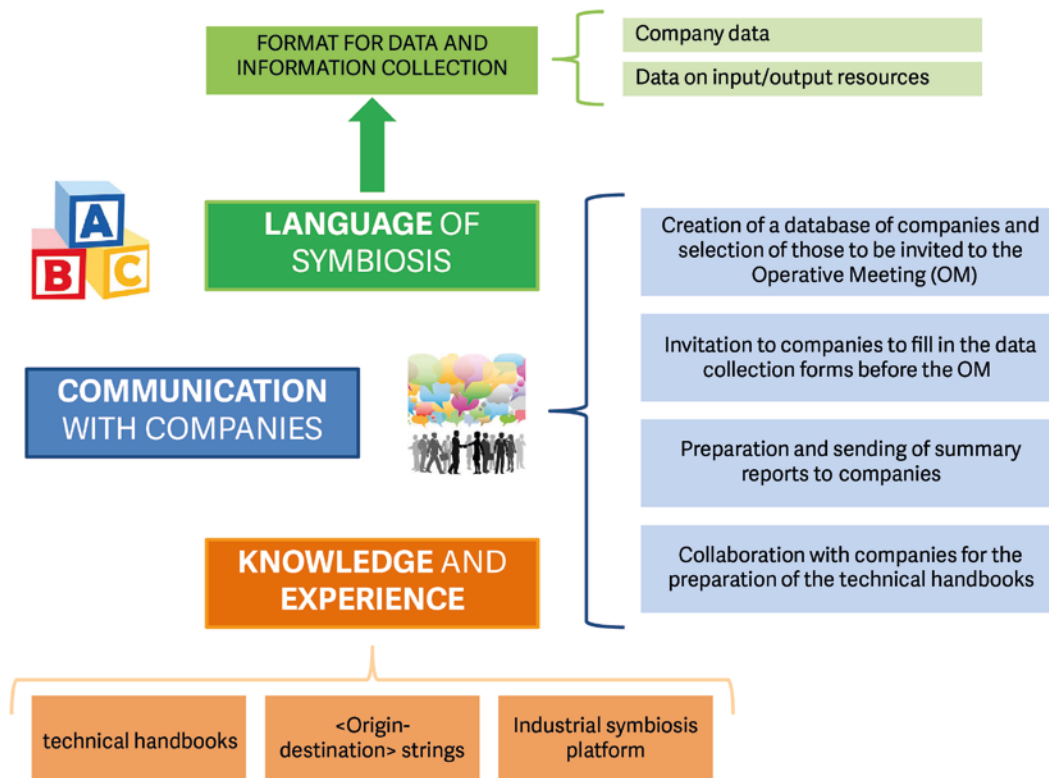 FORMAT FOR DATA AND
INFORMATION COLLECTION
Company data
Data on input/output resources
A
B C
LANGUAGE OF
SYMBIOSIS
Creation of a database of companies and
selection of those to be invited to the
Operative Meeting (OM)
Invitation to companies to fill in the data
collection forms before the OM
COMMUNICATION
WITH COMPANIES
Preparation and sending of summary
reports to companies
Collaboration with companies for the
preparation of the technical handbooks
KNOWLEDGE AND
EXPERIENCE
technical handbooks
<Origin-
destination> strings
Industrial symbiosis
platform